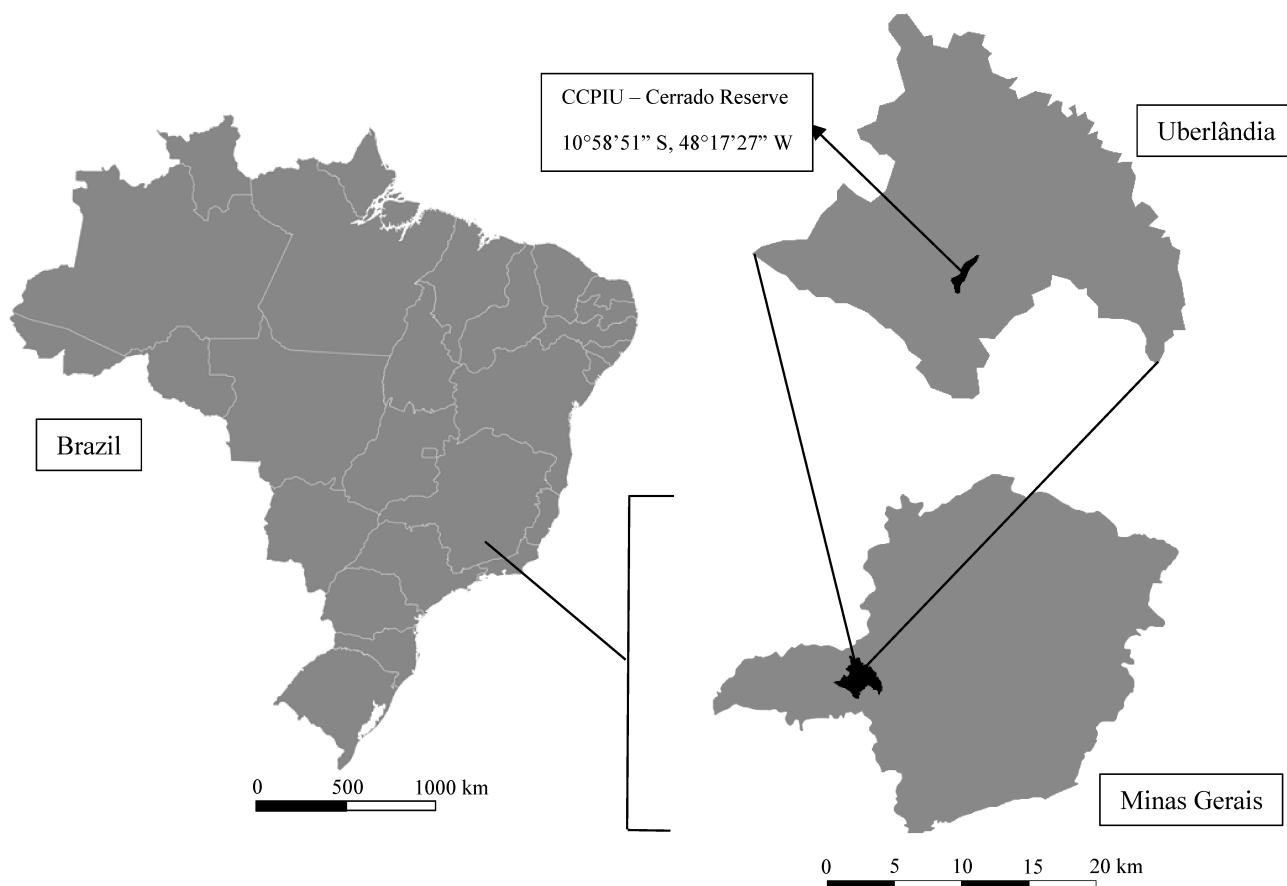 CCPIU – Cerrado Reserve
10°58’51” S, 48°17’27” W
Uberlândia
Brazil
0 500 1000 km
Minas Gerais
0 5 10 15 20 km